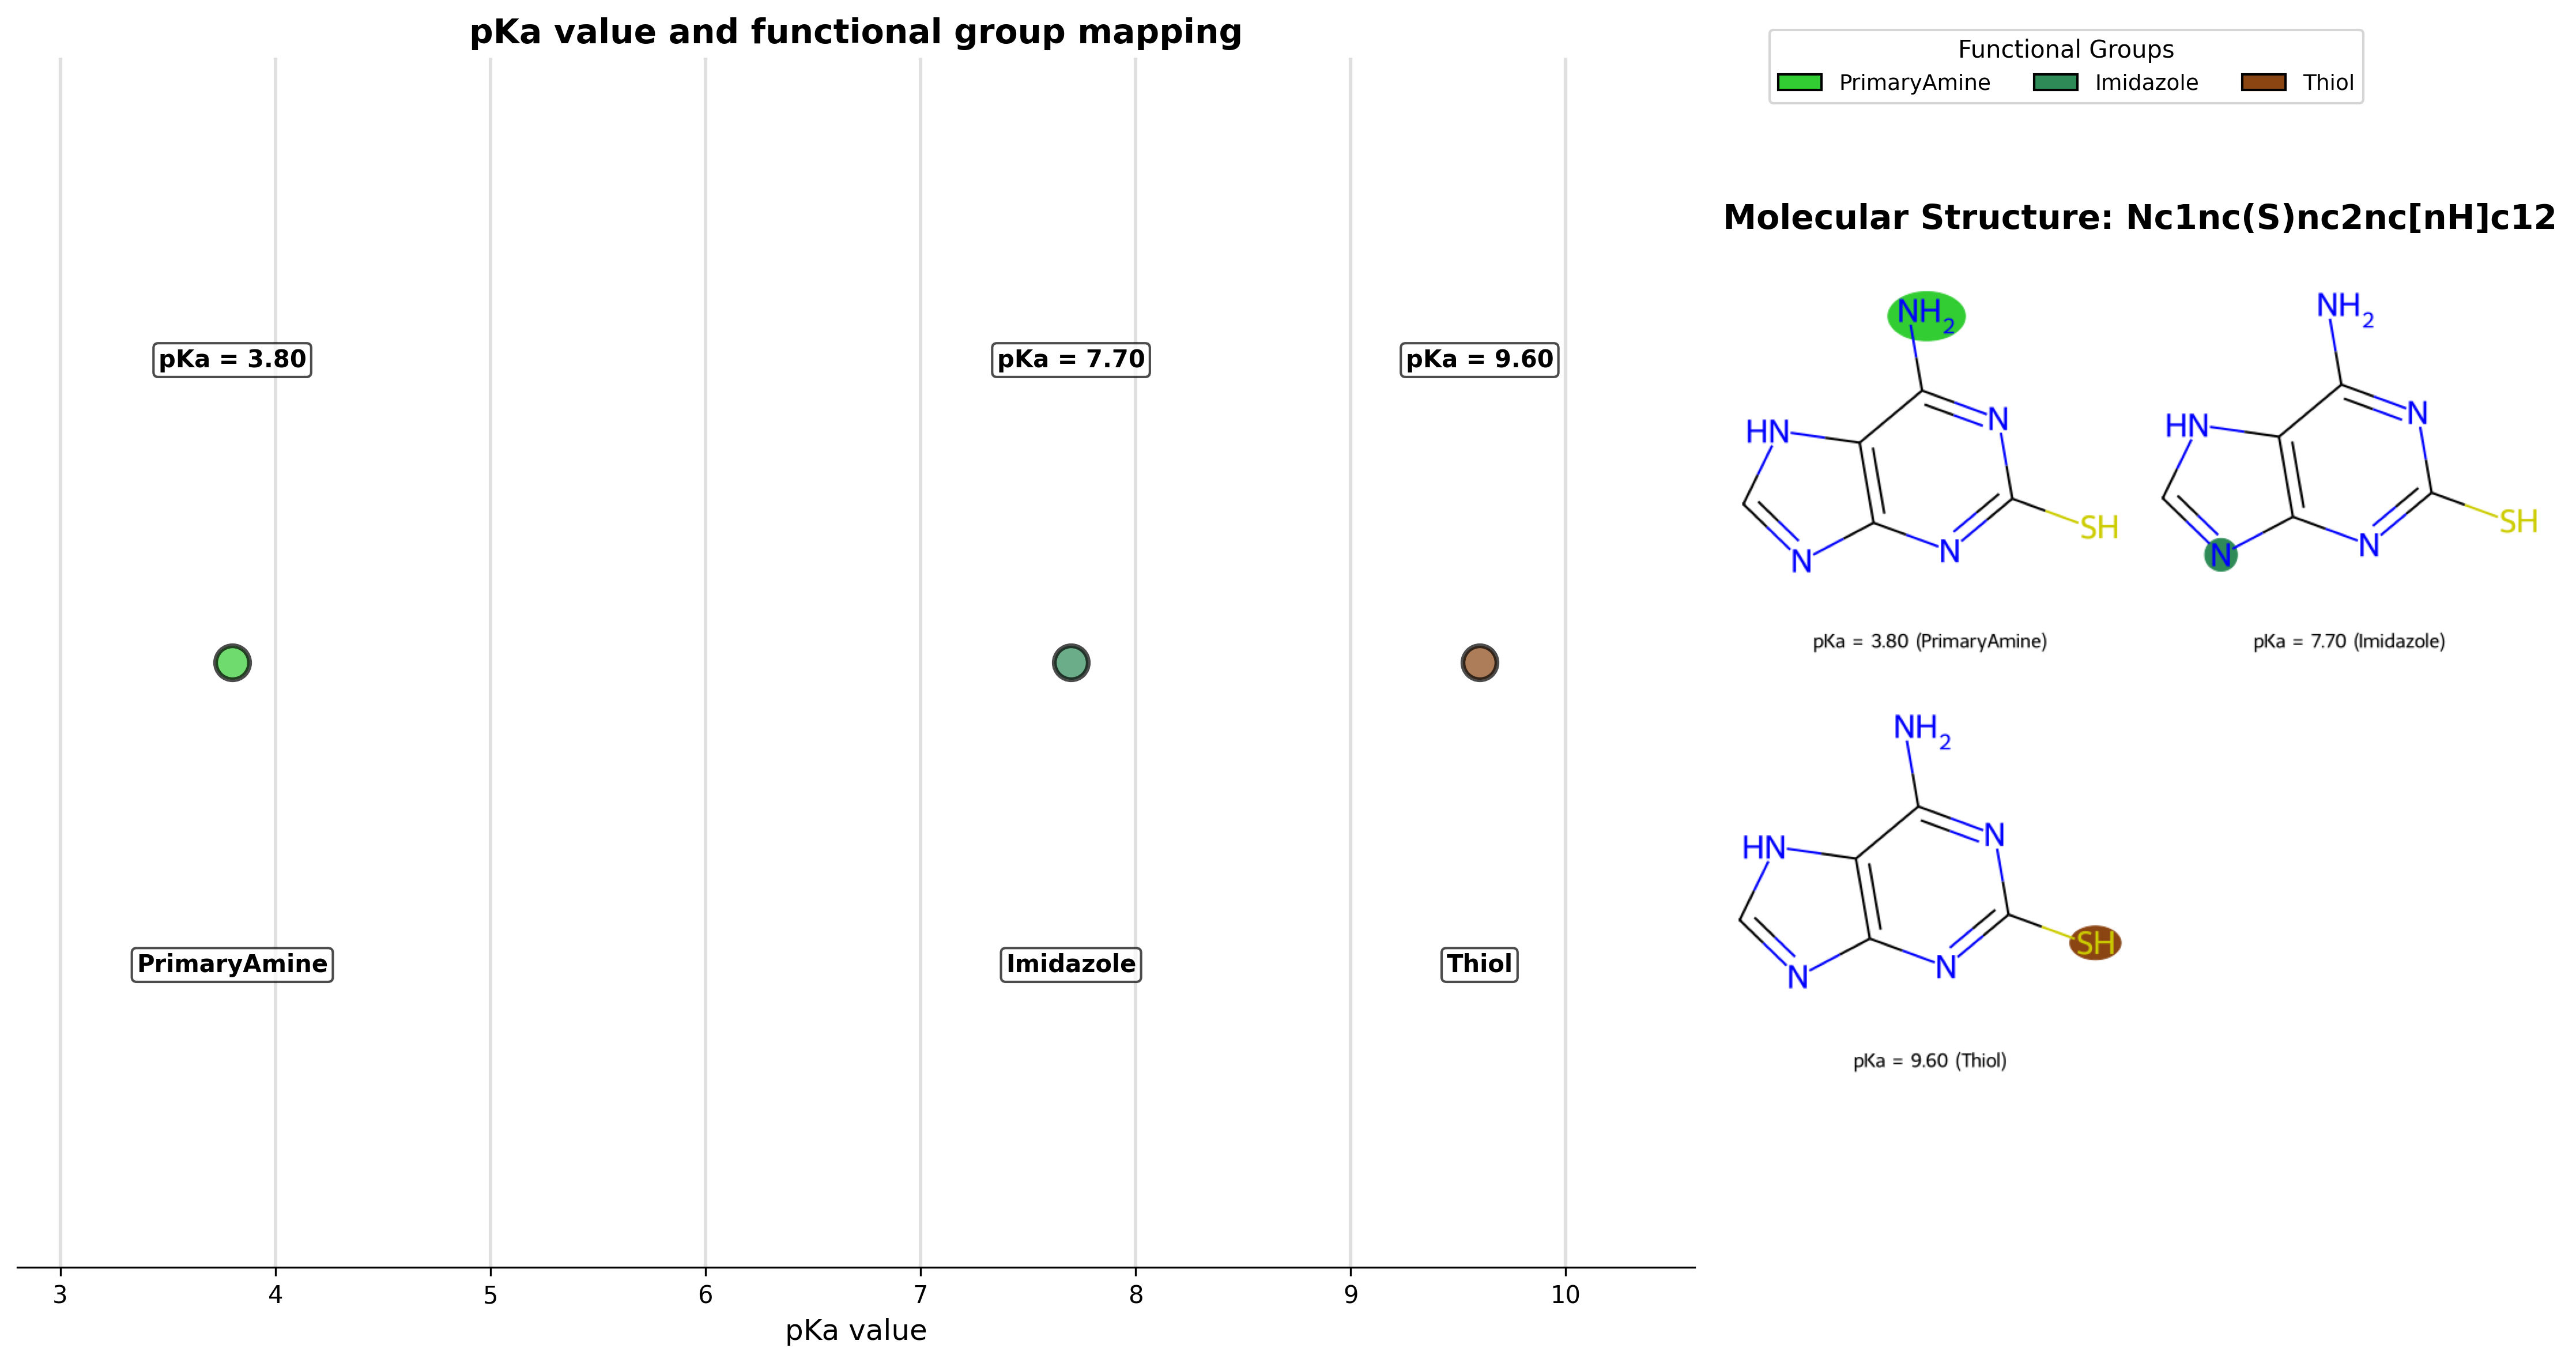 pKa value and functional group mapping
pKa = 3.80
pKa = 7.70
pKa = 9.60
PrimaryAmine
Imidazole
Thiol
3 4 5 6 7 8 9 10
pKa value
Functional Groups
PrimaryAmine Imidazole Thiol
Molecular Structure: Nc1nc(S)nc2nc[nH]c12
NH2
HN
N
SH
N
N
pKa = 3.80 (PrimaryAmine)
NH2
HN
N
SH
N
N
pKa = 7.70 (Imidazole)
NH2
HN
N
SH
N
N
pKa = 9.60 (Thiol)